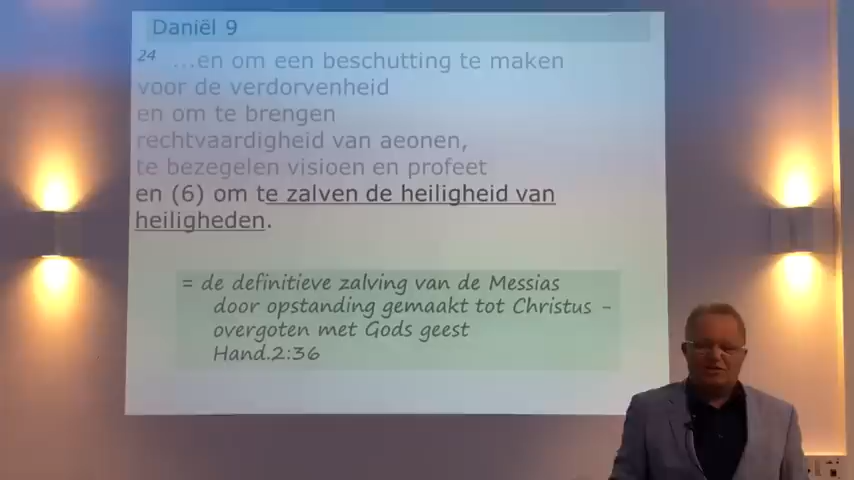 Daniël 9
24 ...en om een beschutting te maken
voor de verdorvenheid
en om te brengen
rechtvaardigheid van aeonen,
te bezegelen visioen en profeet
en (6) om te zalven de heiligheid van
heiligheden.
= de definitieve zalving van de Messias
door opstanding gemaakt tot Christus -
overgoten met Gods geest
Hand.2:36